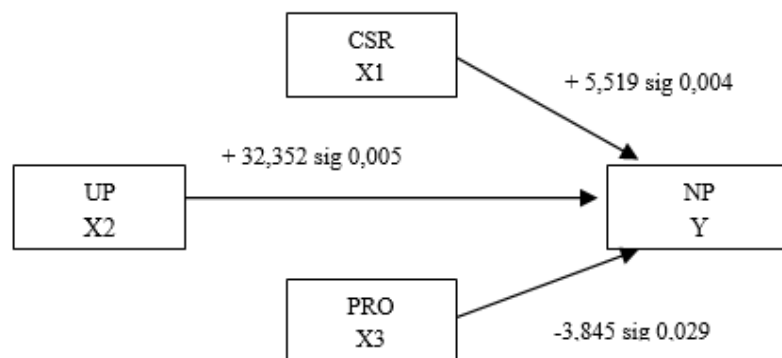 CSR
X1
+ 5,519 sig 0,004
+ 32,352 sig 0,005
UP
X2
NP
Y
PRO
X3
-3,845 sig 0,029